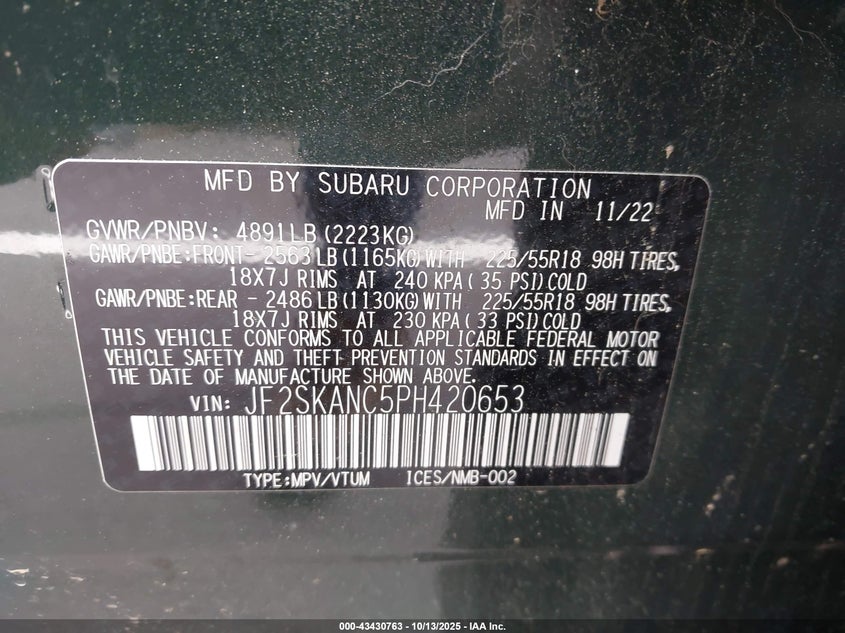 MFD BY SUBARU CORPORATION
MFD IN 11/22
GVWR/PNBV: 4891LB (2223KG)
GAWR/PNBE:FRONT- 2563LB (1165KG)WITH 225/55R18 98H TIRES,
18X7J RIMS AT 240 KPA( 35 PSI)COLD
GAWR/PNBE:REAR - 2486LB(1130KG)WITH 225/55R18 98H TIRES,
18X7J RIMS AT 230 KPA( 33 PSI)COLD
THIS VEHICLE CONFORMS TO ALL APPLICABLE FEDERAL MOTOR
VEHICLE SAFETY AND THEFT PREVENTION STANDARDS IN EFFECT ON
THE DATE OF MANUFACTURE SHOWN ABOVE.
VIN: JF2SKANC5PH420653
TYPE:MPV/VTUM ICES/NMB-002
000-43430763 - 10/13/2025 - IAA Inc.